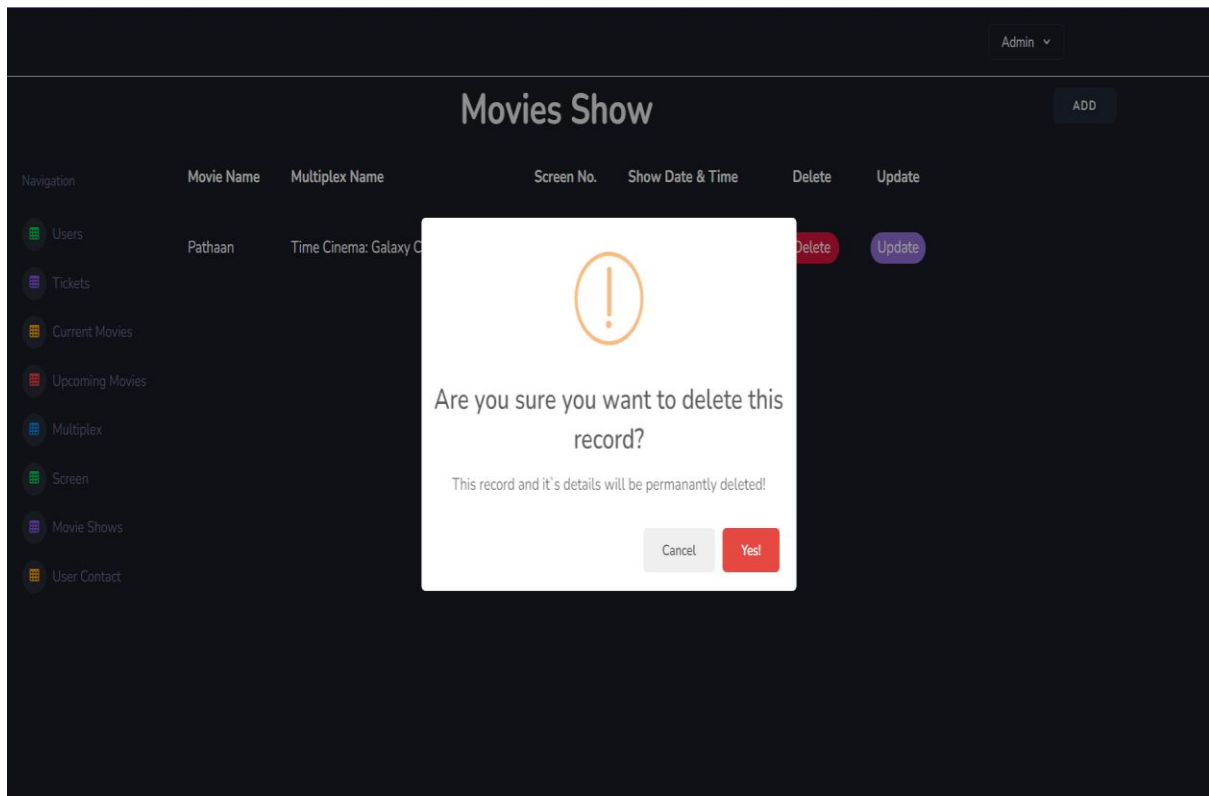 Admin
Movies Show
ADD
Navigation
Movie Name Multiplex Name Screen No. Show Date & Time Delete Update
Users
Pathaan Time Cinema: Galaxy Delete Update
Tickets
Current Movies
Upcoming Movies
Multiplex
Screen
Movie Shows
User Contact
Are you sure you want to delete this
record?
This record and it`s details will be permanantly deleted!
Cancel Yes!